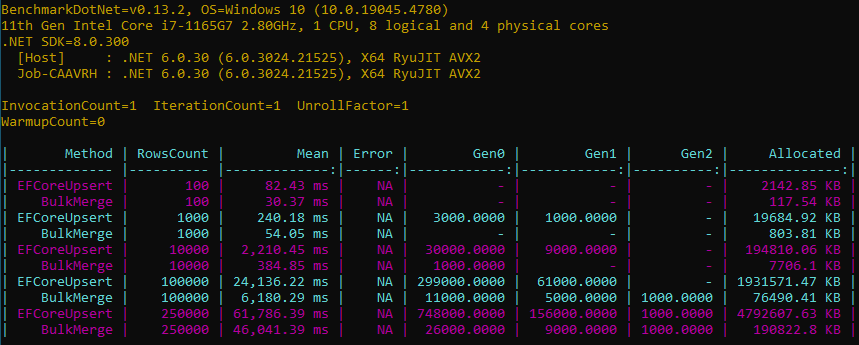 BenchmarkDotNet=v0.13.2, OS=Windows 10 (10.0.19045.4780)
11th Gen Intel Core i7-1165G7 2.80GHz, 1 CPU, 8 logical and 4 physical cores
.NET SDK=8.0.300
  [Host]     : .NET 6.0.30 (6.0.3024.21525), X64 RyuJIT AVX2
  Job-CAAVRH : .NET 6.0.30 (6.0.3024.21525), X64 RyuJIT AVX2
InvocationCount=1  IterationCount=1  UnrollFactor=1
WarmupCount=0
|       Method | RowsCount |         Mean | Error |        Gen0 |        Gen1 |      Gen2 |     Allocated |
|------------- |---------- |-------------:|------:|------------:|------------:|----------:|--------------:|
| EFCoreUpsert |       100 |     82.43 ms |    NA |           - |           - |         - |    2142.85 KB |
|    BulkMerge |       100 |     30.37 ms |    NA |           - |           - |         - |     117.54 KB |
| EFCoreUpsert |      1000 |    240.18 ms |    NA |   3000.0000 |   1000.0000 |         - |   19684.92 KB |
|    BulkMerge |      1000 |     54.05 ms |    NA |           - |           - |         - |     803.81 KB |
| EFCoreUpsert |     10000 |  2,210.45 ms |    NA |  30000.0000 |   9000.0000 |         - |  194810.06 KB |
|    BulkMerge |     10000 |    384.85 ms |    NA |   1000.0000 |           - |         - |     7706.1 KB |
| EFCoreUpsert |    100000 | 24,136.22 ms |    NA | 299000.0000 |  61000.0000 |         - | 1931571.47 KB |
|    BulkMerge |    100000 |  6,180.29 ms |    NA |  11000.0000 |   5000.0000 | 1000.0000 |   76490.41 KB |
| EFCoreUpsert |    250000 | 61,786.39 ms |    NA | 748000.0000 | 156000.0000 | 1000.0000 | 4792607.63 KB |
|    BulkMerge |    250000 | 46,041.39 ms |    NA |  26000.0000 |   9000.0000 | 1000.0000 |   190822.8 KB |